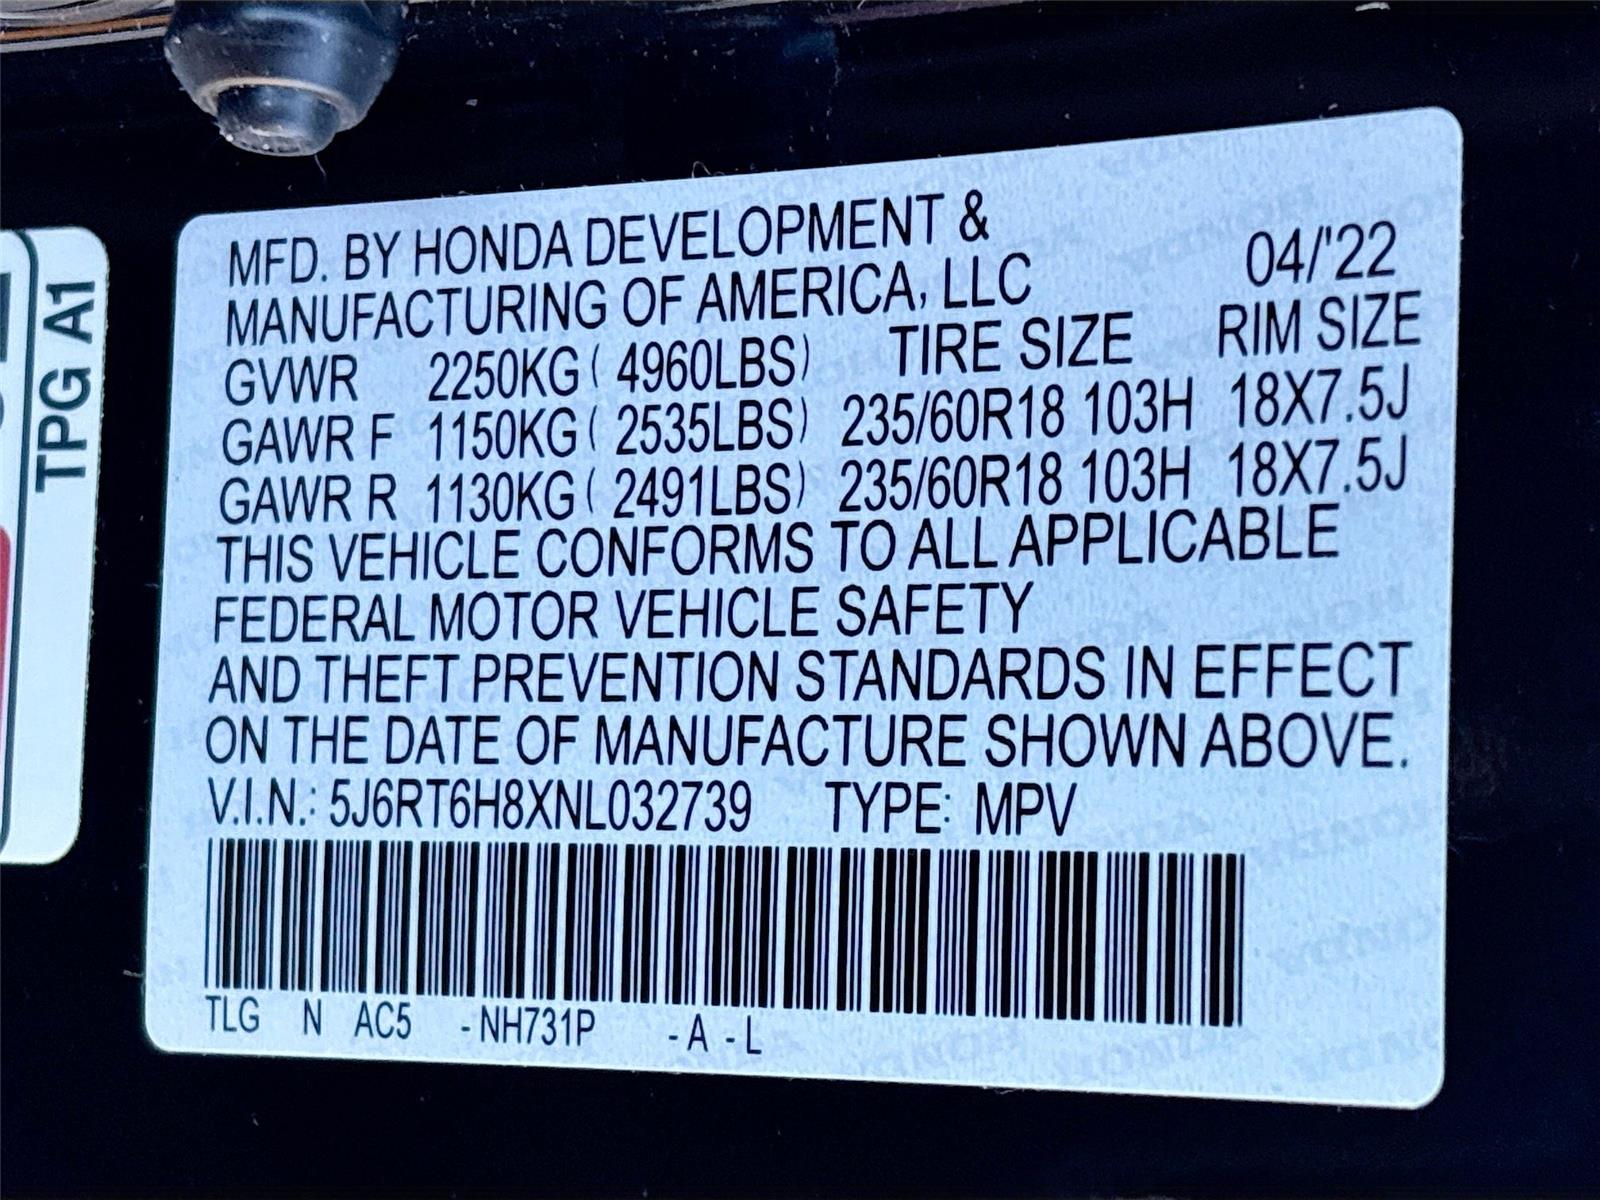 TPG A1
MFD. BY HONDA DEVELOPMENT &
MANUFACTURING OF AMERICA, LLC 04/'22
GVWR 2250KG ( 4960LBS) TIRE SIZE RIM SIZE
GAWR F 1150KG ( 2535LBS) 235/60R18 103H 18X7.5J
GAWR R 1130KG ( 2491LBS) 235/60R18 103H 18X7.5J
THIS VEHICLE CONFORMS TO ALL APPLICABLE
FEDERAL MOTOR VEHICLE SAFETY
AND THEFT PREVENTION STANDARDS IN EFFECT
ON THE DATE OF MANUFACTURE SHOWN ABOVE.
V.I.N.: 5J6RT6H8XNL032739 TYPE: MPV
TLG N AC5 - NH731P - A - L